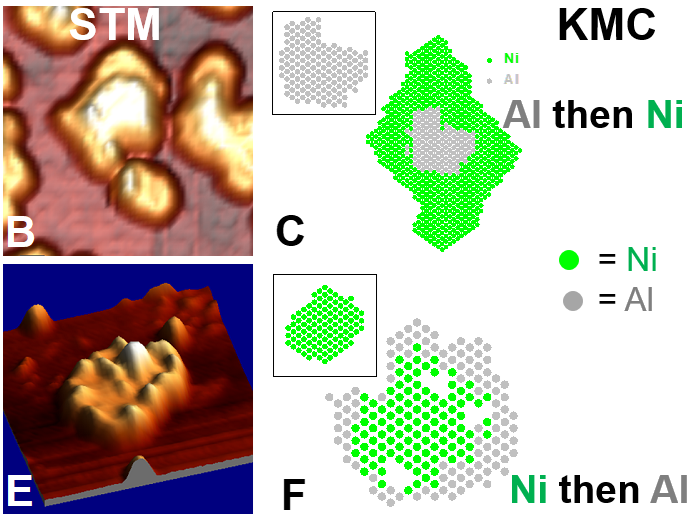 STM
KMC
Ni
Al
Al then Ni
B
C
= Ni
= Al
E
F
Ni then Al